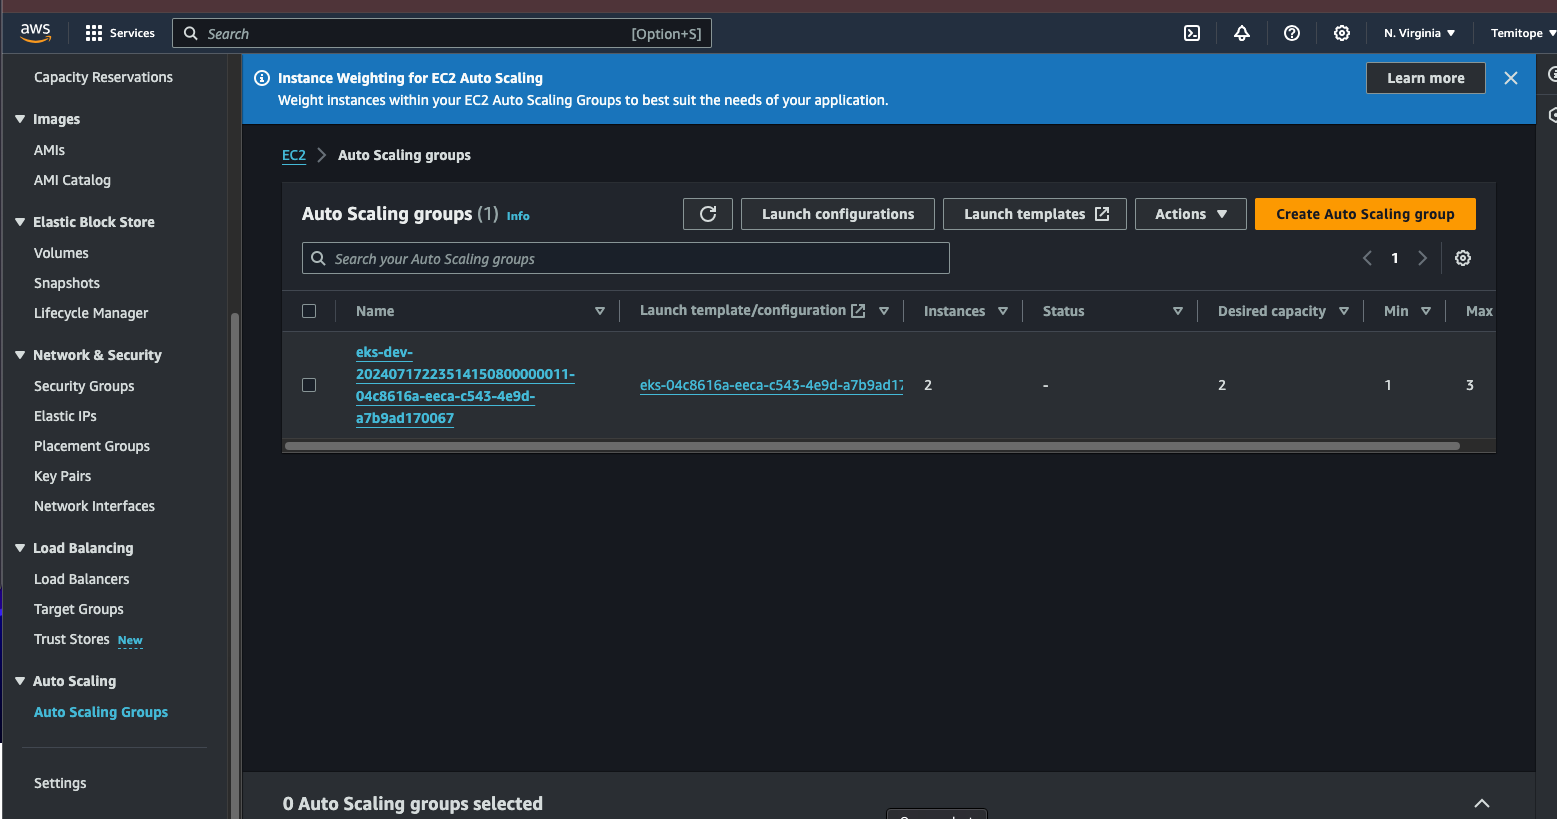 aws
Services
Search
[Option+S]
N. Virginia
Temitope
Capacity Reservations
Images
AMIs
AMI Catalog
Elastic Block Store
Volumes
Snapshots
Lifecycle Manager
Network & Security
Security Groups
Elastic IPs
Placement Groups
Key Pairs
Network Interfaces
Load Balancing
Load Balancers
Target Groups
Trust Stores New
Auto Scaling
Auto Scaling Groups
Settings
Instance Weighting for EC2 Auto Scaling
Weight instances within your EC2 Auto Scaling Groups to best suit the needs of your application.
Learn more
EC2 Auto Scaling groups
Auto Scaling groups (1) Info
Launch configurations
Launch templates
Actions
Create Auto Scaling group
Search your Auto Scaling groups
1
Name
Launch template/configuration
Instances
Status
Desired capacity
Min
Max
eks-dev-
20240717223514150800000011-
04c8616a-eeca-c543-4e9d-
a7b9ad170067
eks-04c8616a-eeca-c543-4e9d-a7b9ad17
2
-
2
1
3
0 Auto Scaling groups selected